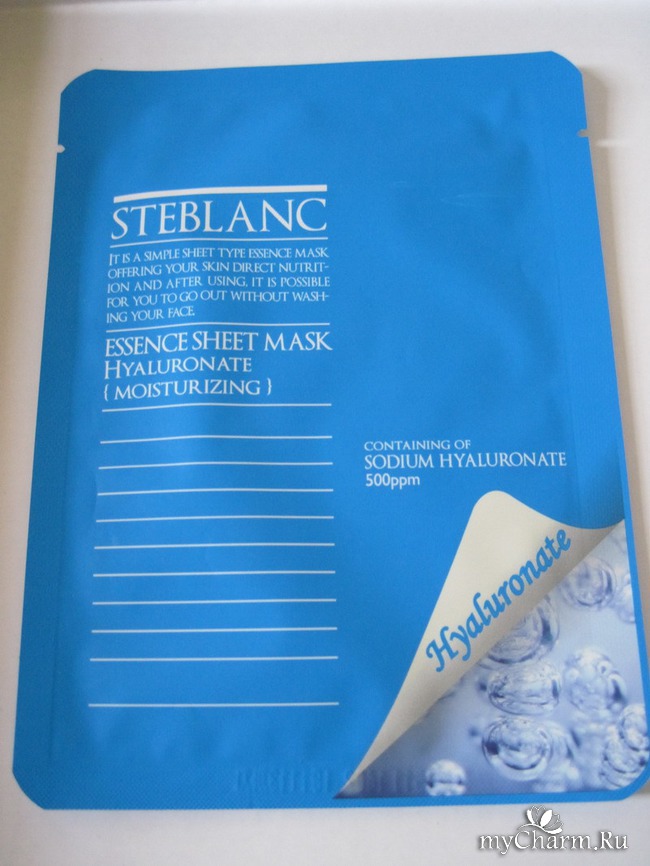 STEBLANC
IT IS A SIMPLE SHEET TYPE ESSENCE MASK
OFFERING YOUR SKIN DIRECT NUTRIT-
ION AND AFTER USING, IT IS POSSIBLE
FOR YOU TO GO OUT WITHOUT WASH-
ING YOUR FACE.
ESSENCE SHEET MASK
HYALURONATE
{ MOISTURIZING }
CONTAINING OF
SODIUM HYALURONATE
500ppm
Hyaluronate
myCharm.Ru